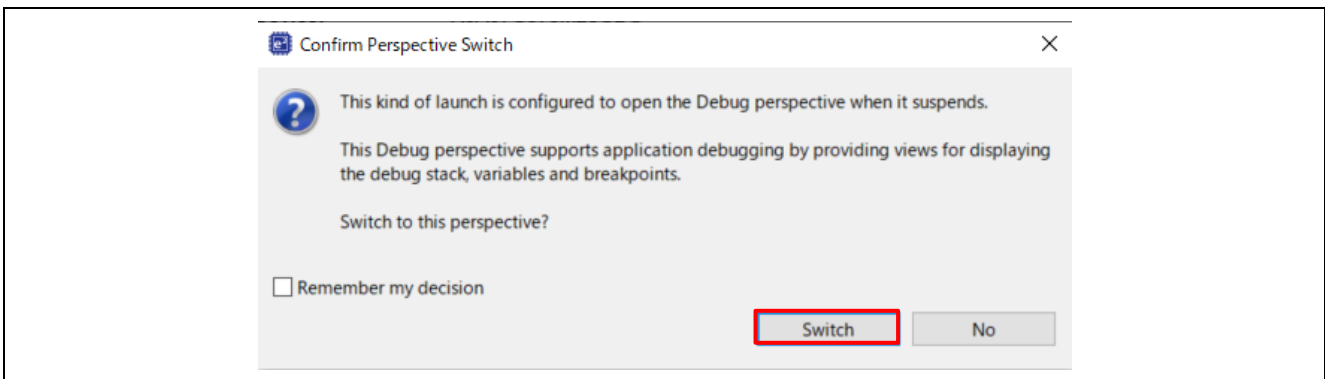 Confirm Perspective Switch
This kind of launch is configured to open the Debug perspective when it suspends.
This Debug perspective supports application debugging by providing views for displaying
the debug stack, variables and breakpoints.
Switch to this perspective?
Remember my decision
Switch
No